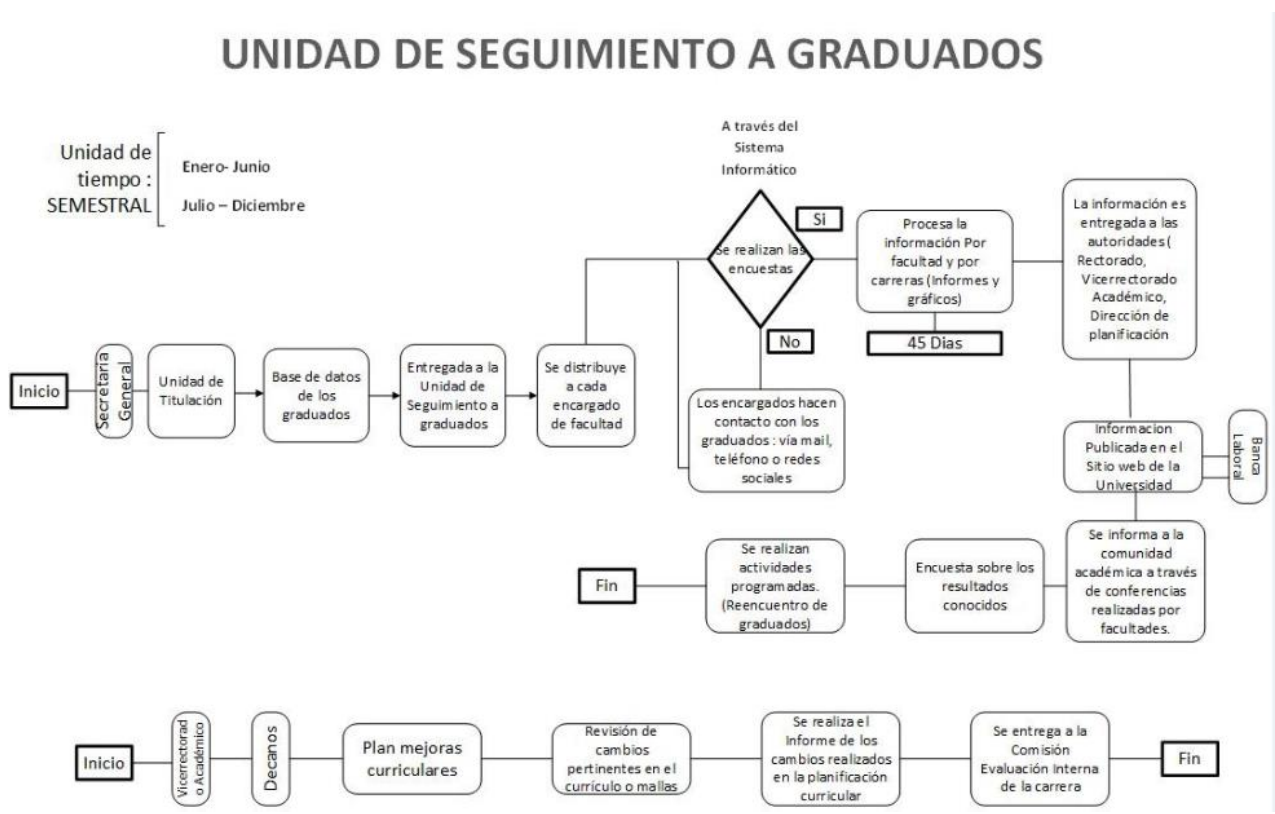 UNIDAD DE SEGUIMIENTO A GRADUADOS
Unidad de
tiempo :
SEMESTRAL
Enero- Junio
Julio – Diciembre
A través del
Sistema
Informático
Se realizan las
encuestas
Si
No
Procesa la
información Por
facultad y por
carreras (Informes y
gráficos)
45 Dias
La información es
entregada a las
autoridades (
Rectorado,
Vicerrectorado
Académico,
Dirección de
planificación
Inicio
Secretaria
General
Unidad de
Titulación
Base de datos
de los
graduados
Entregada a la
Unidad de
Seguimiento a
graduados
Se distribuye
a cada
encargado
de facultad
Los encargados hacen
contacto con los
graduados : vía mail,
teléfono o redes
sociales
Informacion
Publicada en el
Sitio web de la
Universidad
Banca
Laboral
Se informa a la
comunidad
académica a través
de conferencias
realizadas por
facultades.
Encuesta sobre los
resultados
conocidos
Se realizan
actividades
programadas.
(Reencuentro de
graduados)
Fin
Inicio
Vicerrectorad
o Académico
Decanos
Plan mejoras
curriculares
Revisión de
cambios
pertinentes en el
currículo o mallas
Se realiza el
Informe de los
cambios realizados
en la planificación
curricular
Se entrega a la
Comisión
Evaluación Interna
de la carrera
Fin